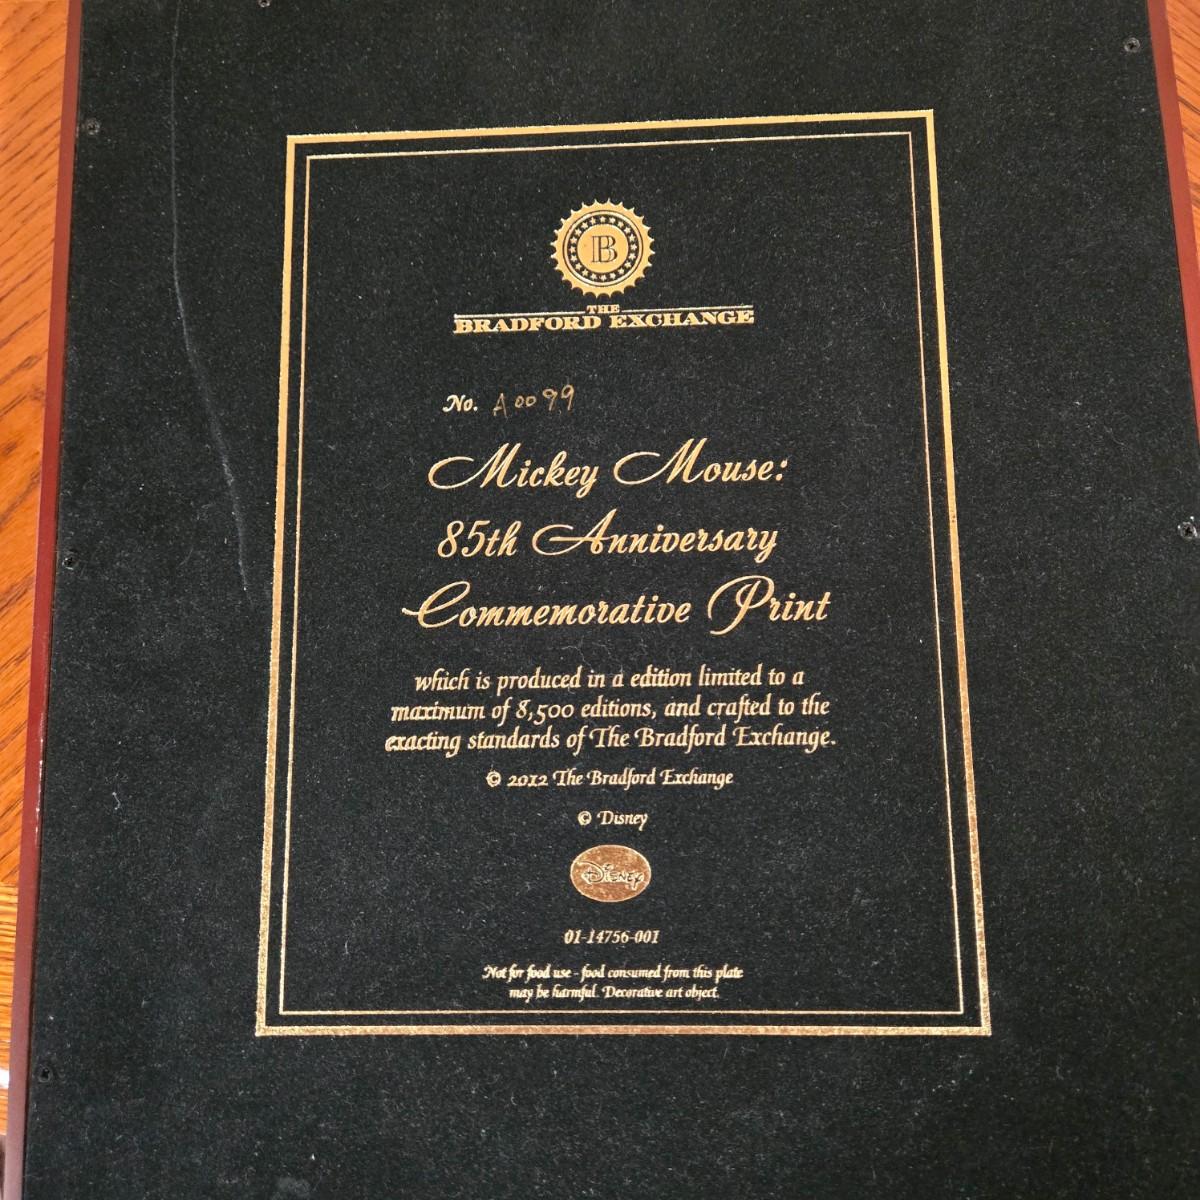 B
THE
BRADFORD EXCHANGE
No. A0099
Mickey Mouse:
85th Anniversary
Commemorative Print
which is produced in a edition limited to a
maximum of 8,500 editions, and crafted to the
exacting standards of The Bradford Exchange.
© 2012 The Bradford Exchange
© Disney
Disney
01-14756-001
Not for food use - food consumed from this plate
may be harmful. Decorative art object.